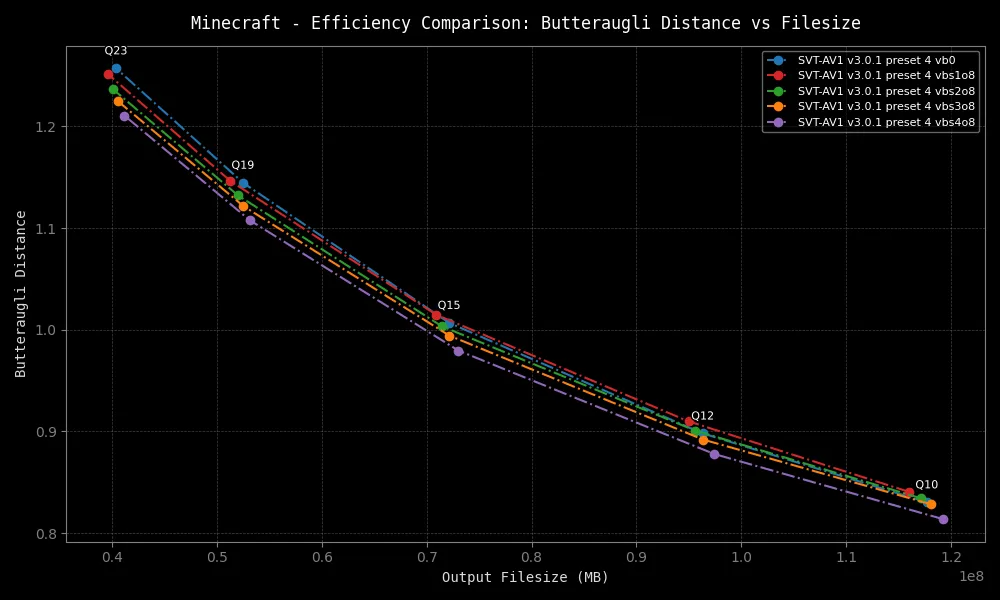 Minecraft - Efficiency Comparison: Butteraugli Distance vs Filesize
SVT-AV1 v3.0.1 preset 4 vb0
SVT-AV1 v3.0.1 preset 4 vbs1o8
SVT-AV1 v3.0.1 preset 4 vbs2o8
SVT-AV1 v3.0.1 preset 4 vbs3o8
SVT-AV1 v3.0.1 preset 4 vbs4o8
Q23
Q19
Q15
Q12
Q10
Butteraugli Distance
1.2
1.1
1.0
0.9
0.8
0.4 0.5 0.6 0.7 0.8 0.9 1.0 1.1 1.2
1e8
Output Filesize (MB)